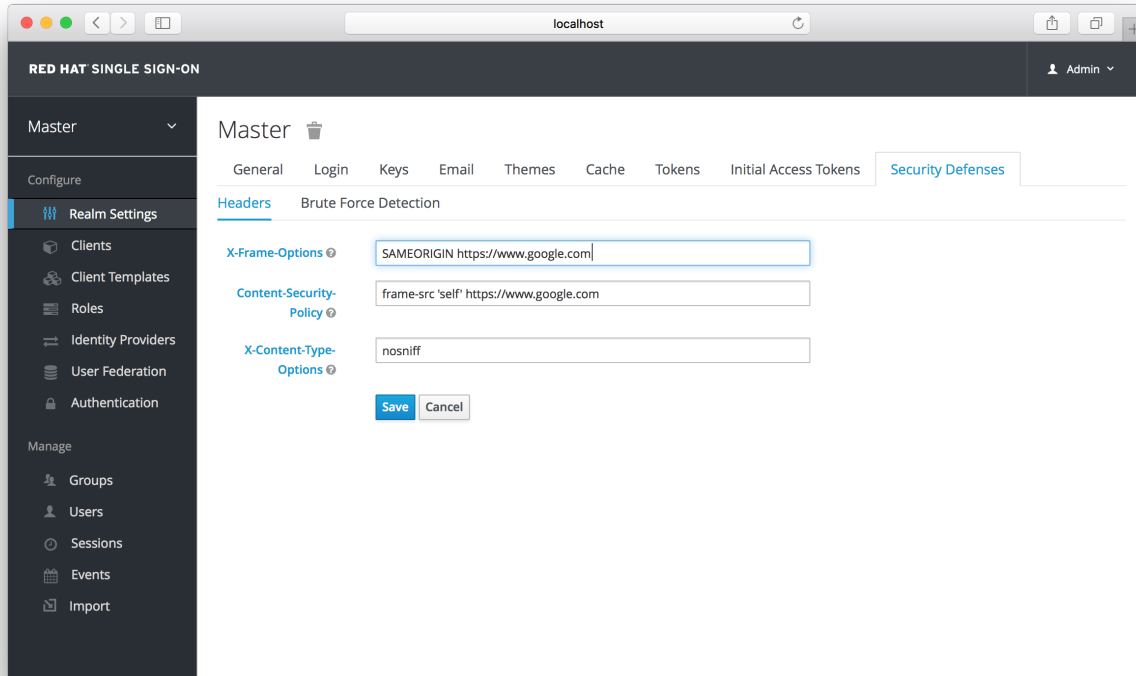 localhost
RED HAT SINGLE SIGN-ON
Admin
Master
Configure
Realm Settings
Clients
Client Templates
Roles
Identity Providers
User Federation
Authentication
Manage
Groups
Users
Sessions
Events
Import
Master
General Login Keys Email Themes Cache Tokens Initial Access Tokens Security Defenses
Headers Brute Force Detection
X-Frame-Options SAMEORIGIN https://www.google.com
Content-Security-
Policy
frame-src 'self' https://www.google.com
X-Content-Type-
Options
nosniff
Save Cancel